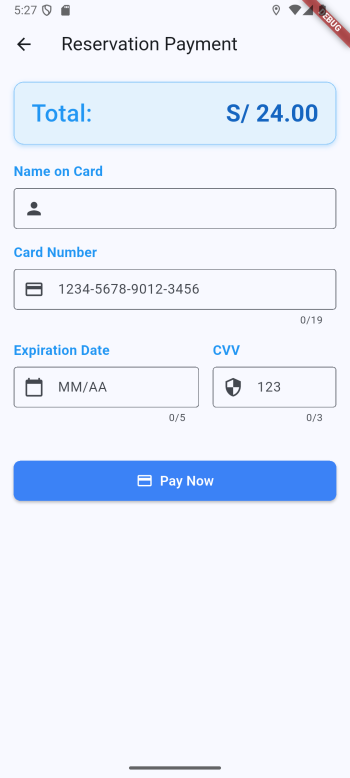 5:27
DEBUG
Reservation Payment
Total: S/ 24.00
Name on Card
Card Number
1234-5678-9012-3456
0/19
Expiration Date CVV
MM/AA 123
0/5 0/3
Pay Now